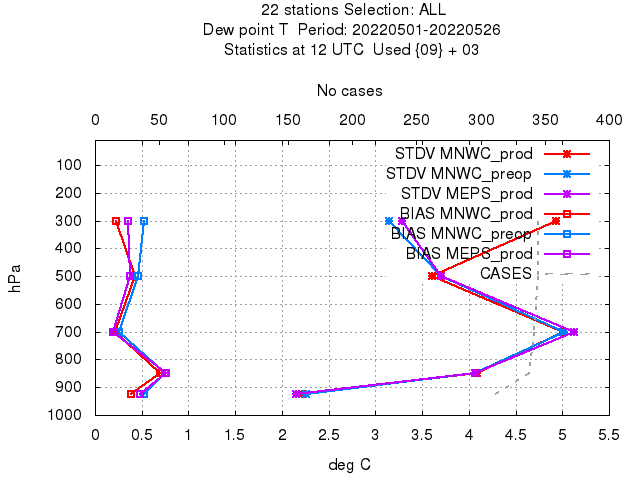 22 stations Selection: ALL
Dew point T  Period: 20220501-20220526
Statistics at 12 UTC  Used {09} + 03
No cases
0 50 100 150 200 250 300 350 400
STDV MNWC_prod
STDV MNWC_preop
STDV MEPS_prod
BIAS MNWC_prod
BIAS MNWC_preop
BIAS MEPS_prod
CASES
hPa
100
200
300
400
500
600
700
800
900
1000
0 0.5 1 1.5 2 2.5 3 3.5 4 4.5 5 5.5
deg C